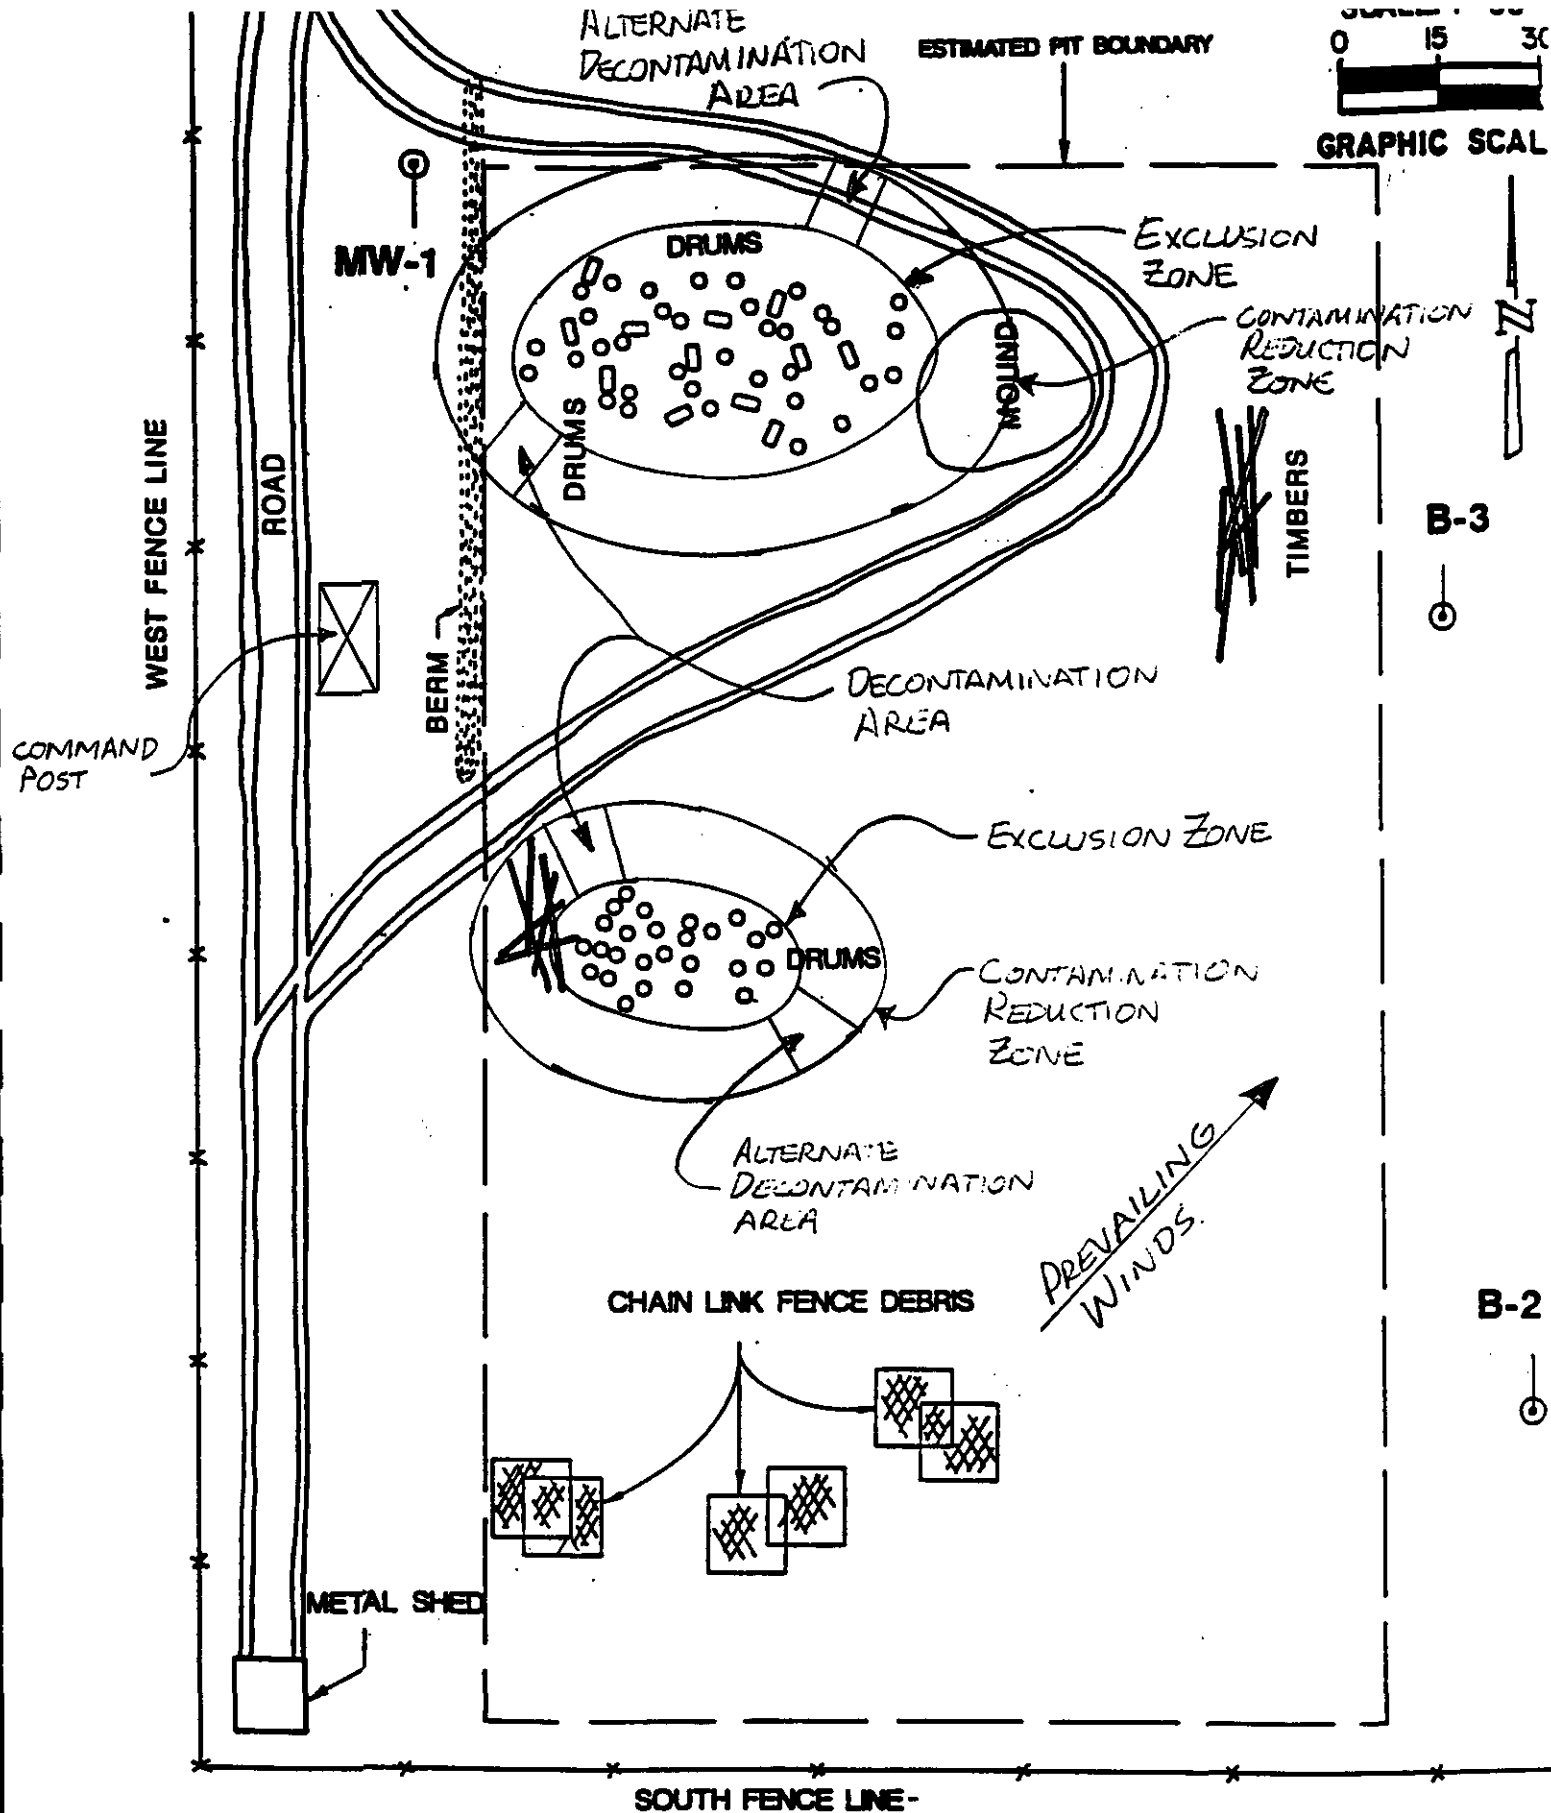 ALTERNATE
DECONTAMINATION
AREA
ESTIMATED PIT BOUNDARY
0 15
GRAPHIC SCAL
MW-1
DRUMS
EXCLUSION
ZONE
CONTAMINATION
REDUCTION
ZONE
N
MOUND
DRUMS
WEST FENCE LINE
ROAD
TIMBERS
B-3
BERM
COMMAND
POST
DECONTAMINATION
AREA
EXCLUSION ZONE
DRUMS
CONTAMINATION
REDUCTION
ZONE
ALTERNATE
DECONTAMINATION
AREA
PREVAILING
WINDS.
CHAIN LINK FENCE DEBRIS
B-2
METAL SHED
SOUTH FENCE LINE-